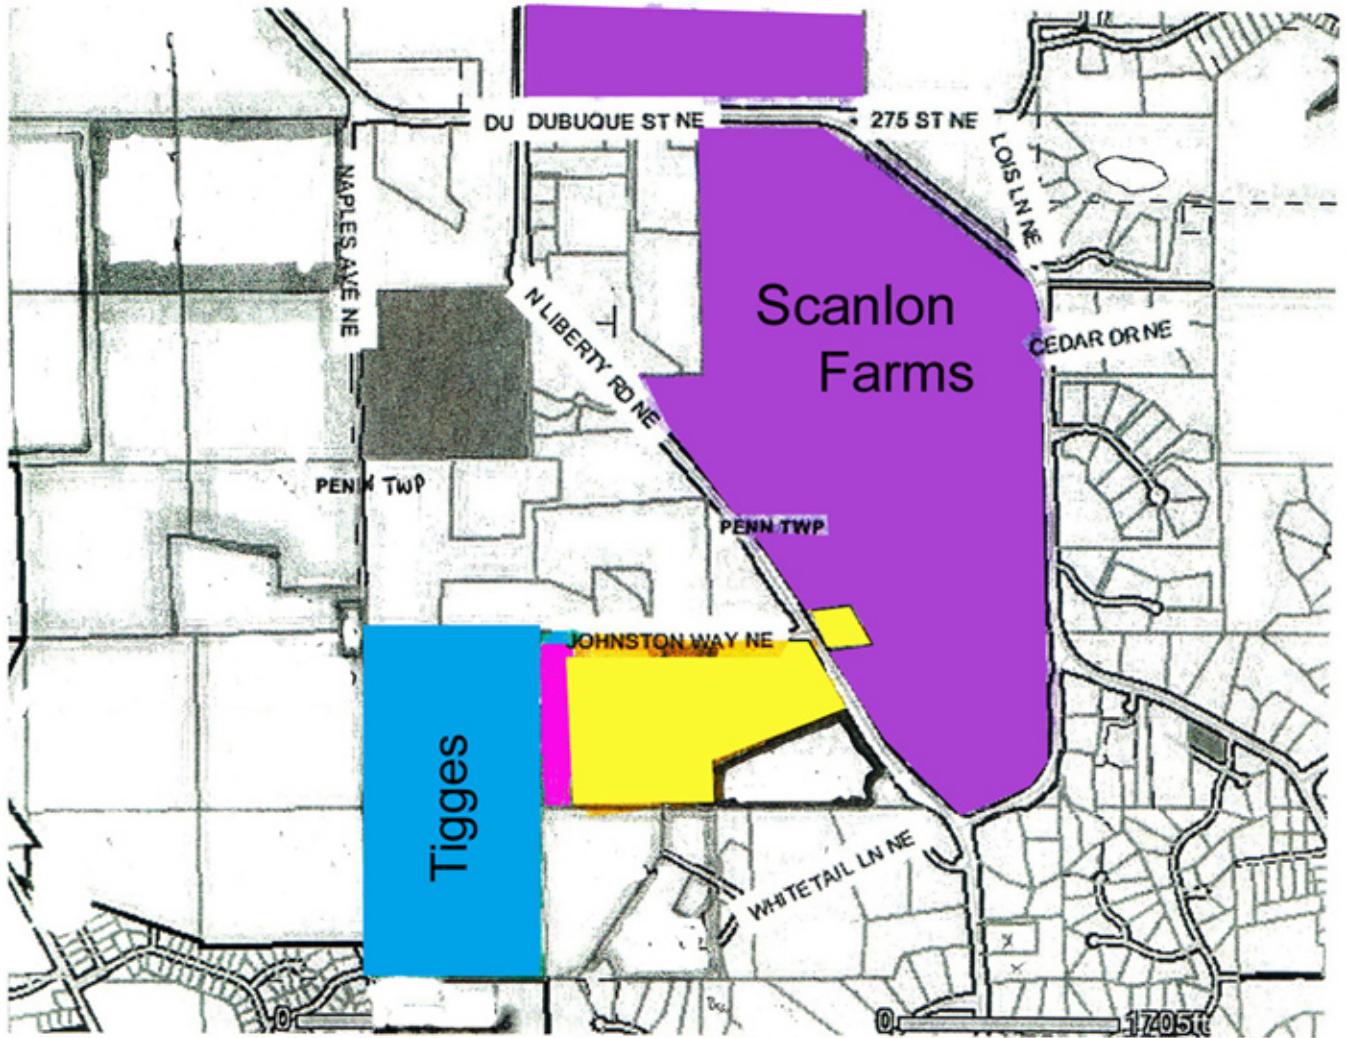 DU DUBUQUE ST NE
275 ST NE
LOIS LN NE
NAPLES AVE NE
N LIBERTY RD NE
Scanlon
Farms
CEDAR DR NE
PENN TWP
PENN TWP
JOHNSTON WAY NE
Tigges
WHITETAIL LN NE
0
0
1705ft